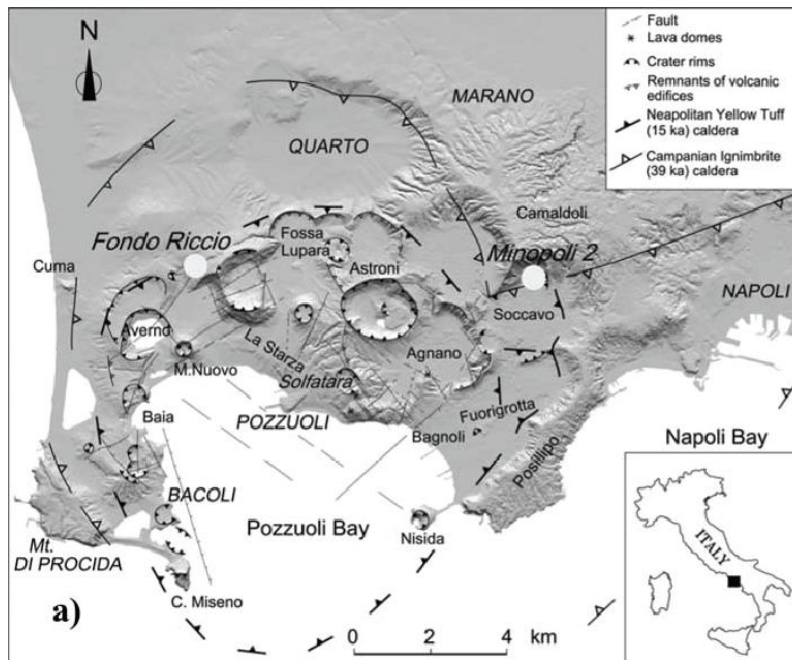 N
Fault
Lava domes
Crater rims
Remnants of volcanic
edifices
Neapolitan Yellow Tuff
(15 ka) caldera
Campanian Ignimbrite
(39 ka) caldera
MARANO
QUARTO
Camaldoli
Fondo Riccio
Fossa
Lupara
Minopoli 2
Cuma
Astroni
NAPOLI
Soccavo
Averno
La Starza
Agnano
M.Nuovo
Solfatara
Fuorigrotta
Baia
POZZUOLI
Bagnoli
Posillipo
Napoli Bay
BACOLI
Pozzuoli Bay
Nisida
Mt.
DI PROCIDA
ITALY
C. Miseno
a)
0 2 4 km